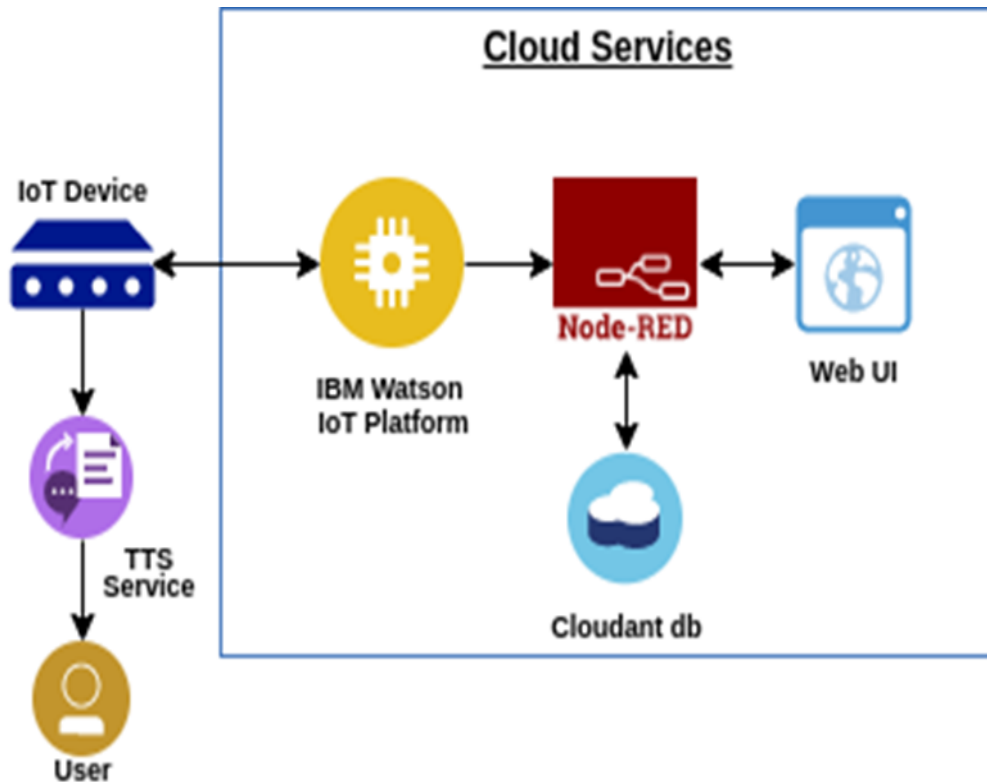 Cloud Services
IoT Device
Node-RED
Web UI
IBM Watson
IoT Platform
TTS
Service
Cloudant db
User